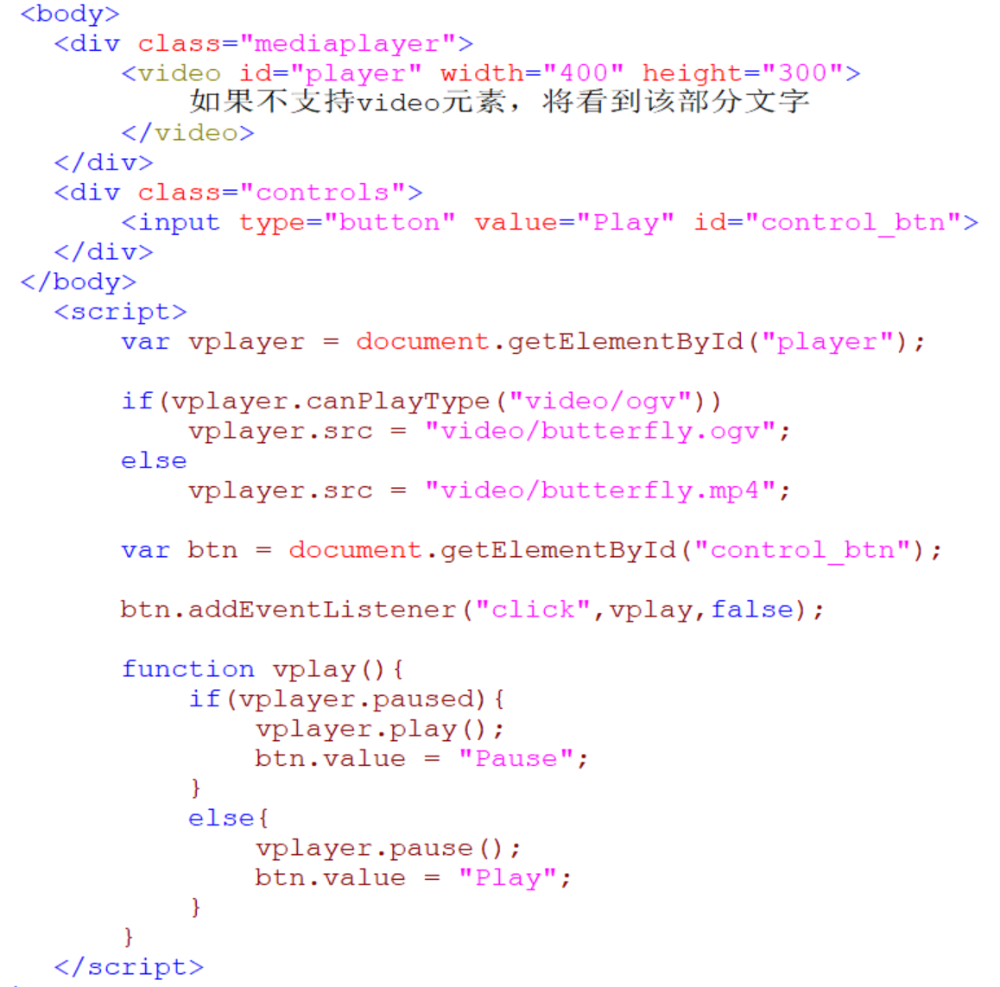 <body>
<div class="mediaplayer">
<video id="player" width="400" height="300">
如果不支持video元素，将看到该部分文字
</video>
</div>
<div class="controls">
<input type="button" value="Play" id="control_btn">
</div>
</body>
<script>
var vplayer = document.getElementById("player");
if(vplayer.canPlayType("video/ogv"))
vplayer.src = "video/butterfly.ogv";
else
vplayer.src = "video/butterfly.mp4";
var btn = document.getElementById("control_btn");
btn.addEventListener("click",vplay,false);
function vplay(){
if(vplayer.paused){
vplayer.play();
btn.value = "Pause";
}
else{
vplayer.pause();
btn.value = "Play";
}
}
</script>